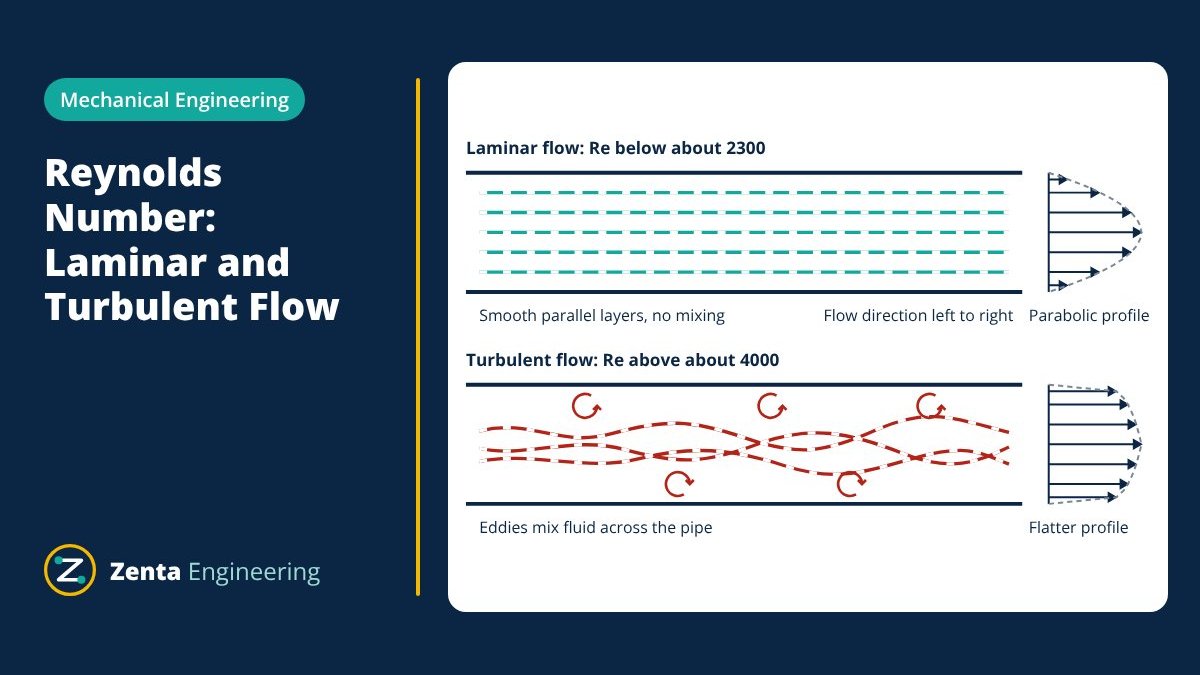 Mechanical Engineering
Reynolds
Number:
Laminar and
Turbulent Flow
Zenta Engineering
Laminar flow: Re below about 2300
Smooth parallel layers, no mixing
Flow direction left to right
Parabolic profile
Turbulent flow: Re above about 4000
Eddies mix fluid across the pipe
Flatter profile